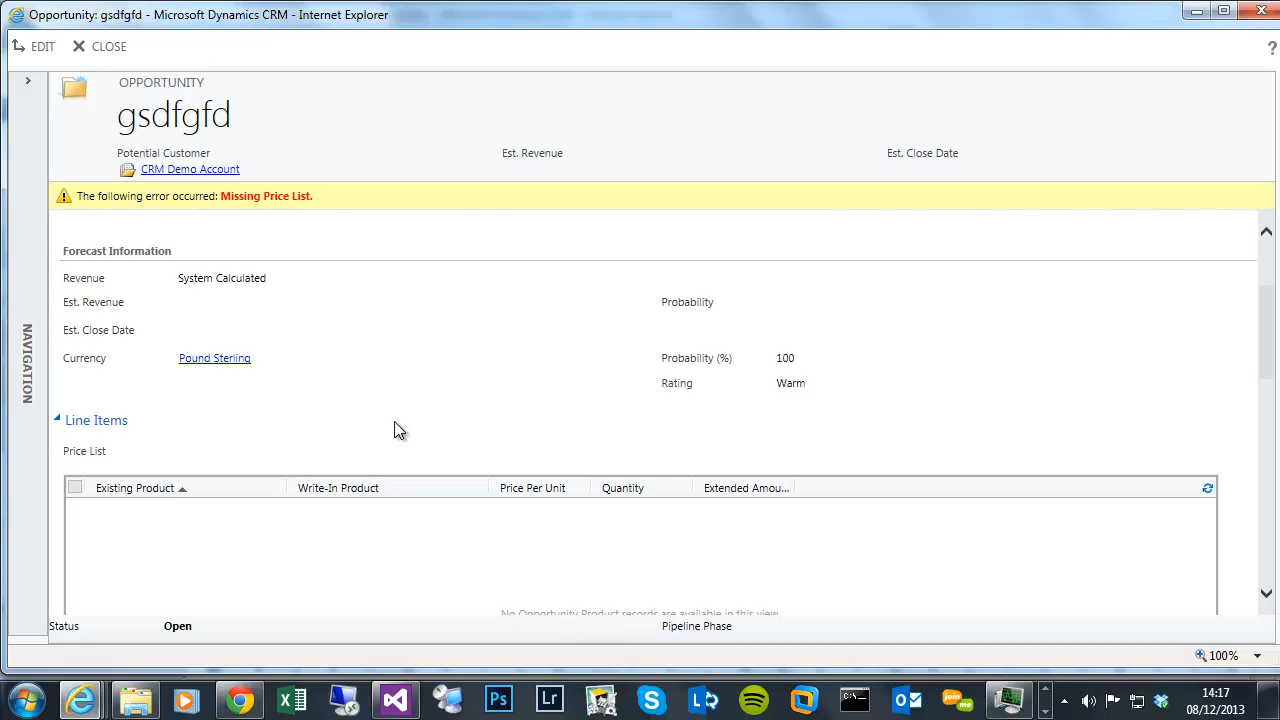 Opportunity: gsdfgfd - Microsoft Dynamics CRM - Internet Explorer
EDIT CLOSE ?
OPPORTUNITY
gsdfgfd
Potential Customer Est. Revenue Est. Close Date
CRM Demo Account
The following error occurred: Missing Price List.
Forecast Information
Revenue System Calculated
Est. Revenue Probability
Est. Close Date
Currency Pound Sterling Probability (%) 100
Rating Warm
NAVIGATION
Line Items
Price List
Existing Product Write-In Product Price Per Unit Quantity Extended Amou...
No Opportunity Product records are available in this view.
Status Open Pipeline Phase
100%
Ps Lr
join me
14:17
08/12/2013